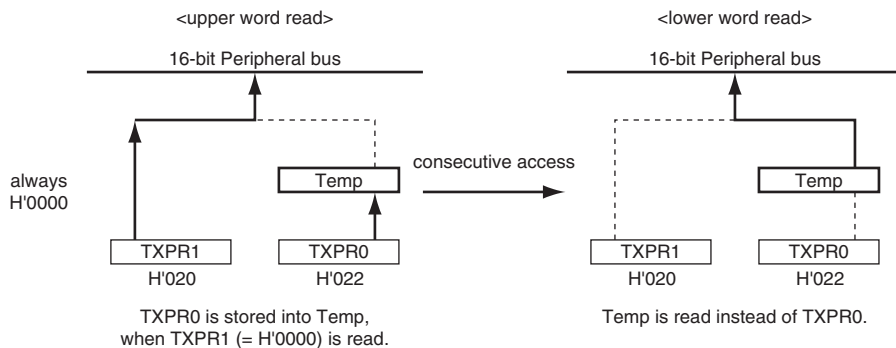 <upper word read>
16-bit Peripheral bus
always
H'0000
Temp
TXPR1
H'020
TXPR0
H'022
TXPR0 is stored into Temp,
when TXPR1 (= H'0000) is read.
consecutive access
<lower word read>
16-bit Peripheral bus
Temp
TXPR1
H'020
TXPR0
H'022
Temp is read instead of TXPR0.